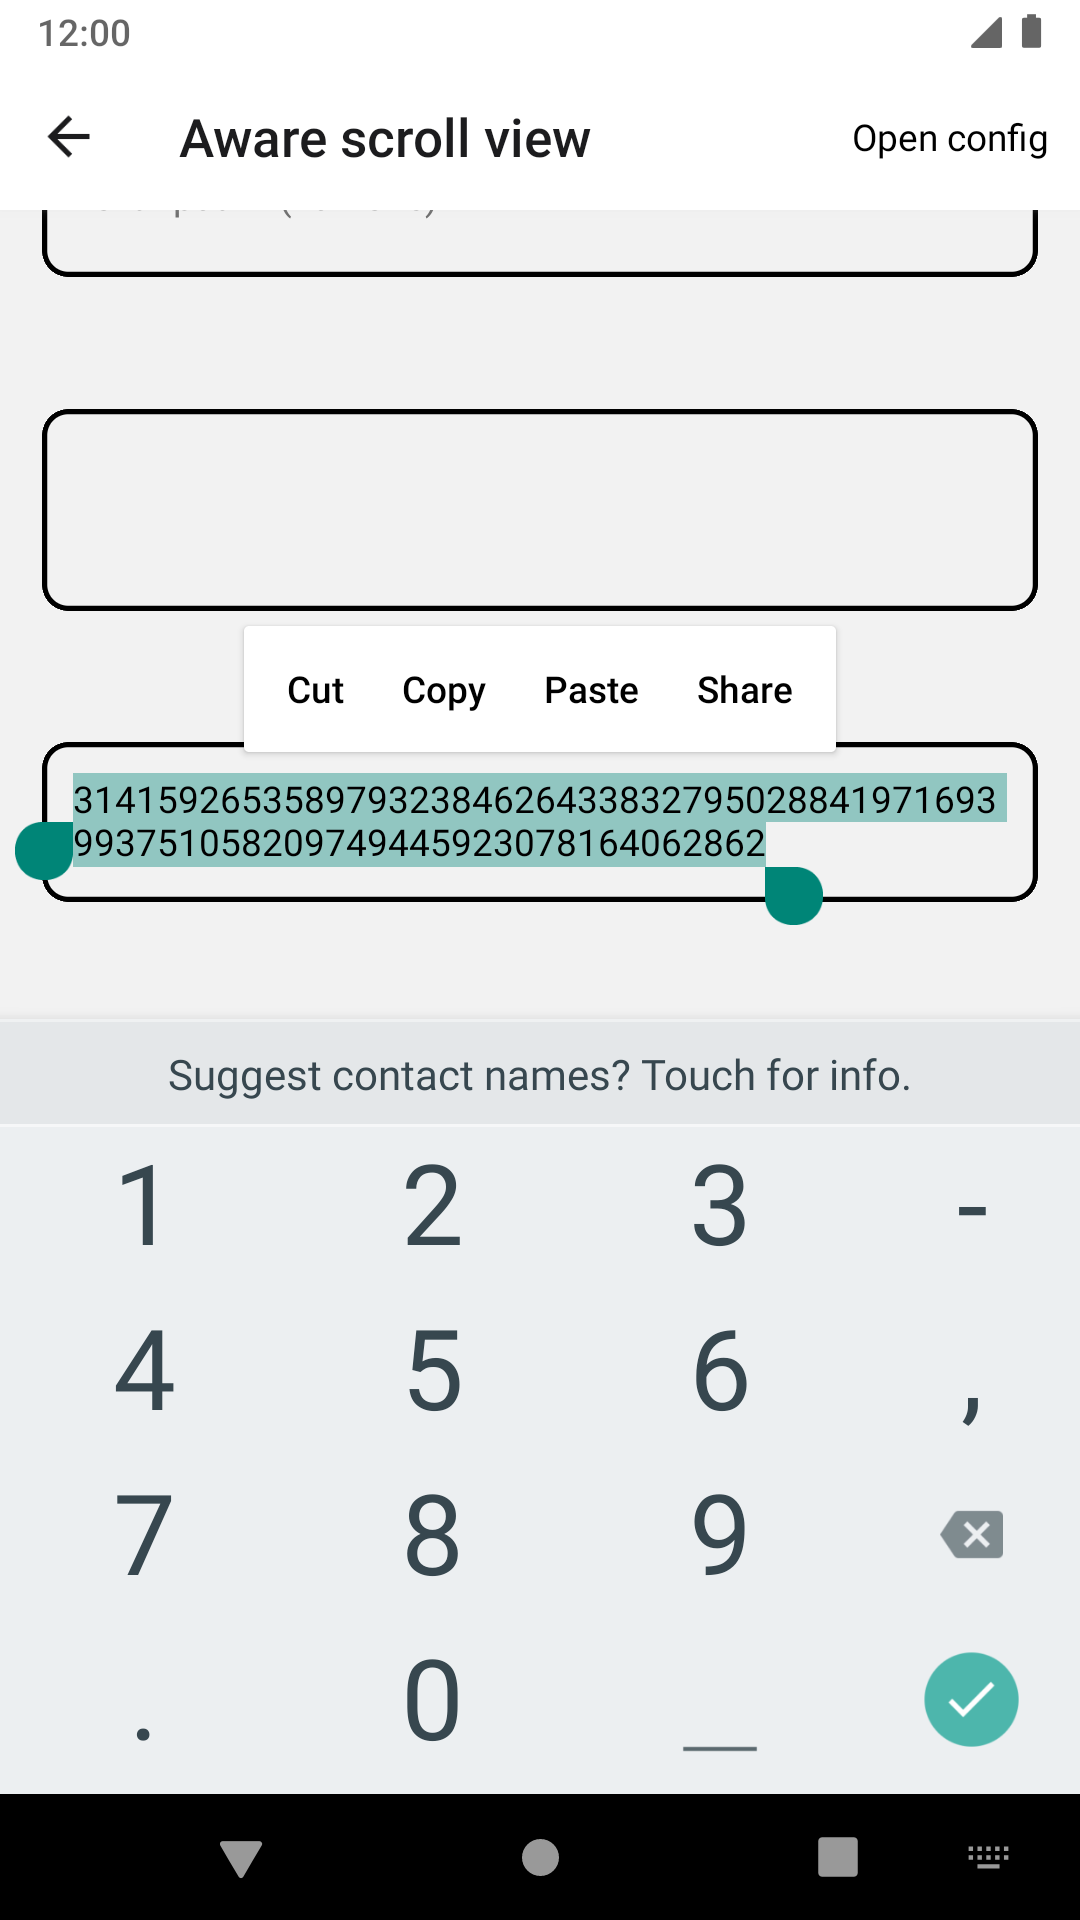 12:00
Aware scroll view
Open config
Cut Copy Paste Share
31415926535897932384626433832795028841971693
993751058209749445923078164062862
Suggest contact names? Touch for info.
1 2 3 -
4 5 6 ,
7 8 9
. 0 _